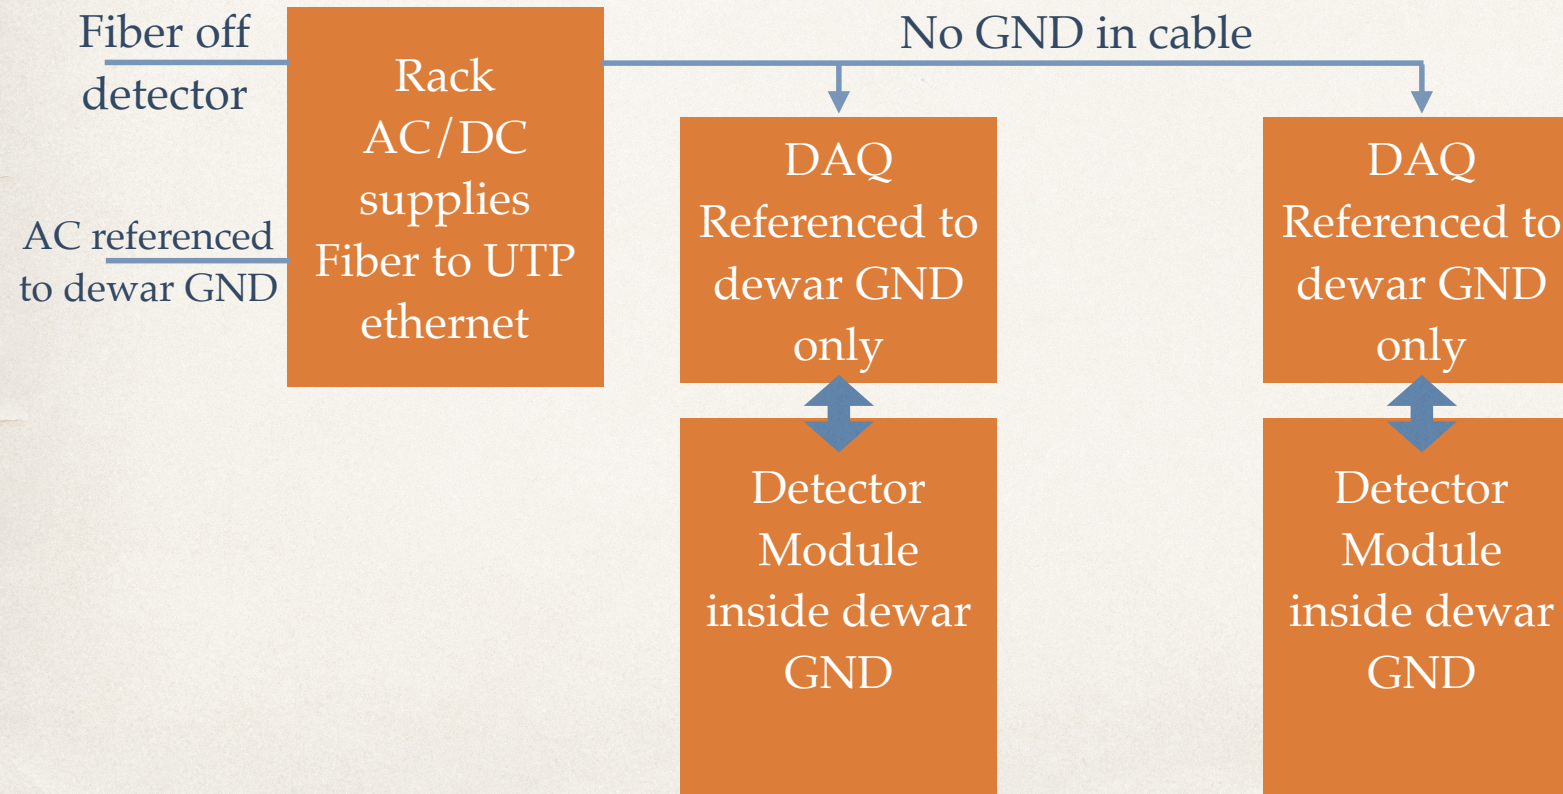 Fiber off
detector
AC referenced
to dewar GND
Rack
AC/DC
supplies
Fiber to UTP
ethernet
No GND in cable
DAQ
Referenced to
dewar GND
only
DAQ
Referenced to
dewar GND
only
Detector
Module
inside dewar
GND
Detector
Module
inside dewar
GND